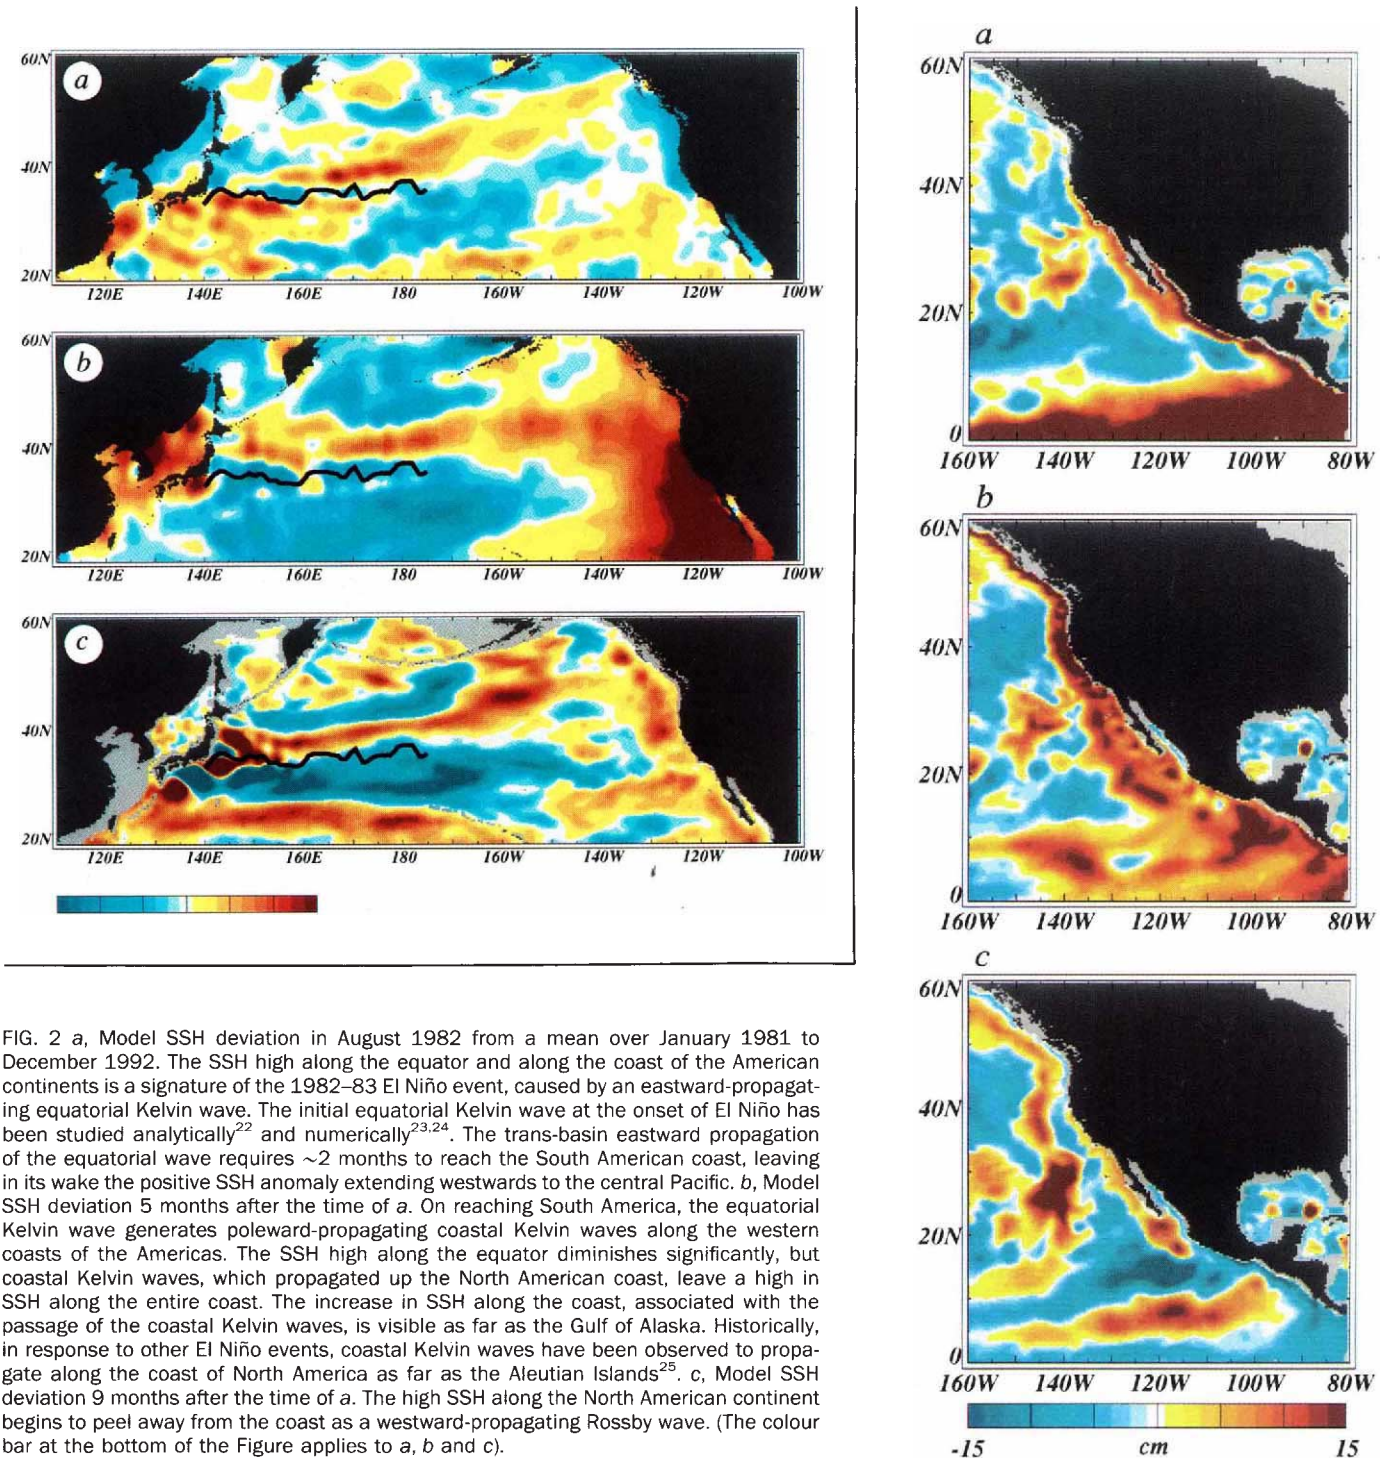 a
60N
40N
20N
120E 140E 160E 180 160W 140W 120W 100W
b
60N
40N
20N
120E 140E 160E 180 160W 140W 120W 100W
c
60N
40N
20N
120E 140E 160E 180 160W 140W 120W 100W
FIG. 2 a, Model SSH deviation in August 1982 from a mean over January 1981 to
December 1992. The SSH high along the equator and along the coast of the American
continents is a signature of the 1982–83 El Niño event, caused by an eastward-propagat-
ing equatorial Kelvin wave. The initial equatorial Kelvin wave at the onset of El Niño has
been studied analytically22 and numerically23,24. The trans-basin eastward propagation
of the equatorial wave requires ~2 months to reach the South American coast, leaving
in its wake the positive SSH anomaly extending westwards to the central Pacific. b, Model
SSH deviation 5 months after the time of a. On reaching South America, the equatorial
Kelvin wave generates poleward-propagating coastal Kelvin waves along the western
coasts of the Americas. The SSH high along the equator diminishes significantly, but
coastal Kelvin waves, which propagated up the North American coast, leave a high in
SSH along the entire coast. The increase in SSH along the coast, associated with the
passage of the coastal Kelvin waves, is visible as far as the Gulf of Alaska. Historically,
in response to other El Niño events, coastal Kelvin waves have been observed to propa-
gate along the coast of North America as far as the Aleutian Islands25. c, Model SSH
deviation 9 months after the time of a. The high SSH along the North American continent
begins to peel away from the coast as a westward-propagating Rossby wave. (The colour
bar at the bottom of the Figure applies to a, b and c).
a
60N
40N
20N
0
160W 140W 120W 100W 80W
b
60N
40N
20N
0
160W 140W 120W 100W 80W
c
60N
40N
20N
0
160W 140W 120W 100W 80W
-15 cm 15